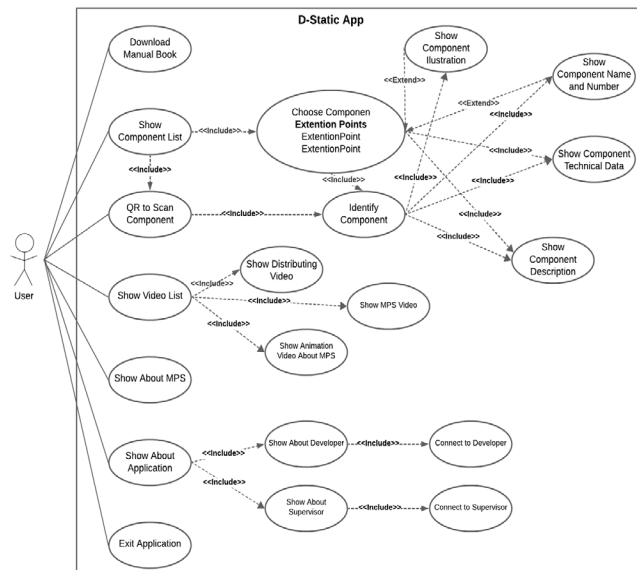 D-Static App
Download
Manual Book
Show
Component
Ilustration
Show
Component Name
and Number
<<Extend>>
<<Extend>>
Show
Component List
<<Include>>
Choose Componen
Extention Points
ExtentionPoint
ExtentionPoint
<<Include>>
Show Component
Technical Data
<<Include>>
<<Include>>
<<Include>>
<<Include>>
<<Include>>
QR to Scan
Component
<<Include>>
Identify
Component
<<Include>>
<<Include>>
<<Include>>
Show
Component
Description
User
Show Video List
<<Include>>
Show Distributing
Video
<<Include>>
Show MPS Video
<<Include>>
Show Animation
Video About MPS
Show About MPS
Show About
Application
<<Include>>
Show About Developer
<<Include>>
Connect to Developer
<<Include>>
Show About
Supervisor
<<Include>>
Connect to Supervisor
Exit Application